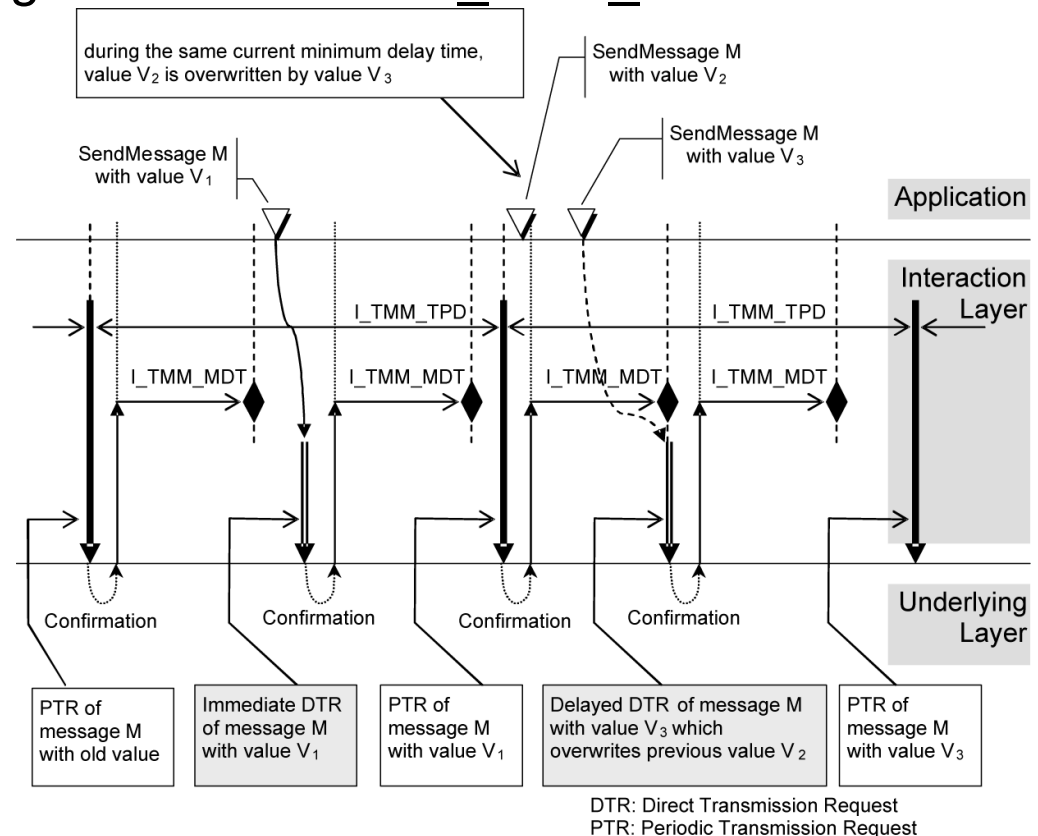 during the same current minimum delay time,
value V2 is overwritten by value V3
SendMessage M
with value V2
SendMessage M
with value V3
SendMessage M
with value V1
Application
Interaction
Layer
I_TMM_TPD
I_TMM_TPD
I_TMM_MDT
I_TMM_MDT
I_TMM_MDT
I_TMM_MDT
Confirmation
Confirmation
Confirmation
Confirmation
Underlying
Layer
PTR of
message M
with old value
Immediate DTR
of message M
with value V1
PTR of
message M
with value V1
Delayed DTR of message M
with value V3 which
overwrites previous value V2
PTR of
message M
with value V3
DTR: Direct Transmission Request
PTR: Periodic Transmission Request